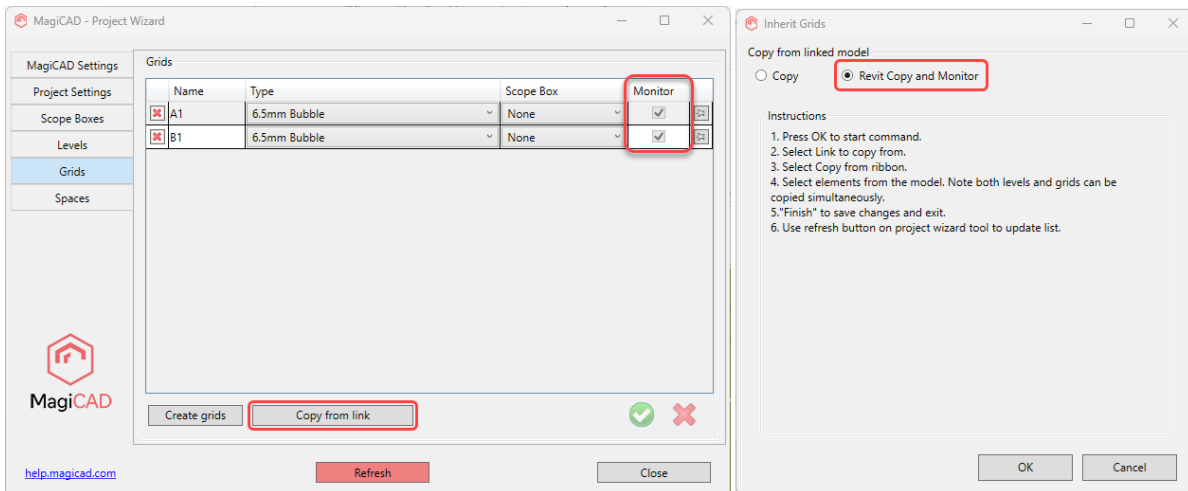 MagiCAD - Project Wizard
MagiCAD Settings
Project Settings
Scope Boxes
Levels
Grids
Spaces
MagiCAD
help.magicad.com
Grids
Name Type Scope Box Monitor
A1 6.5mm Bubble None
B1 6.5mm Bubble None
Create grids Copy from link
Refresh Close
Inherit Grids
Copy from linked model
Copy Revit Copy and Monitor
Instructions
1. Press OK to start command.
2. Select Link to copy from.
3. Select Copy from ribbon.
4. Select elements from the model. Note both levels and grids can be
copied simultaneously.
5."Finish" to save changes and exit.
6. Use refresh button on project wizard tool to update list.
OK Cancel